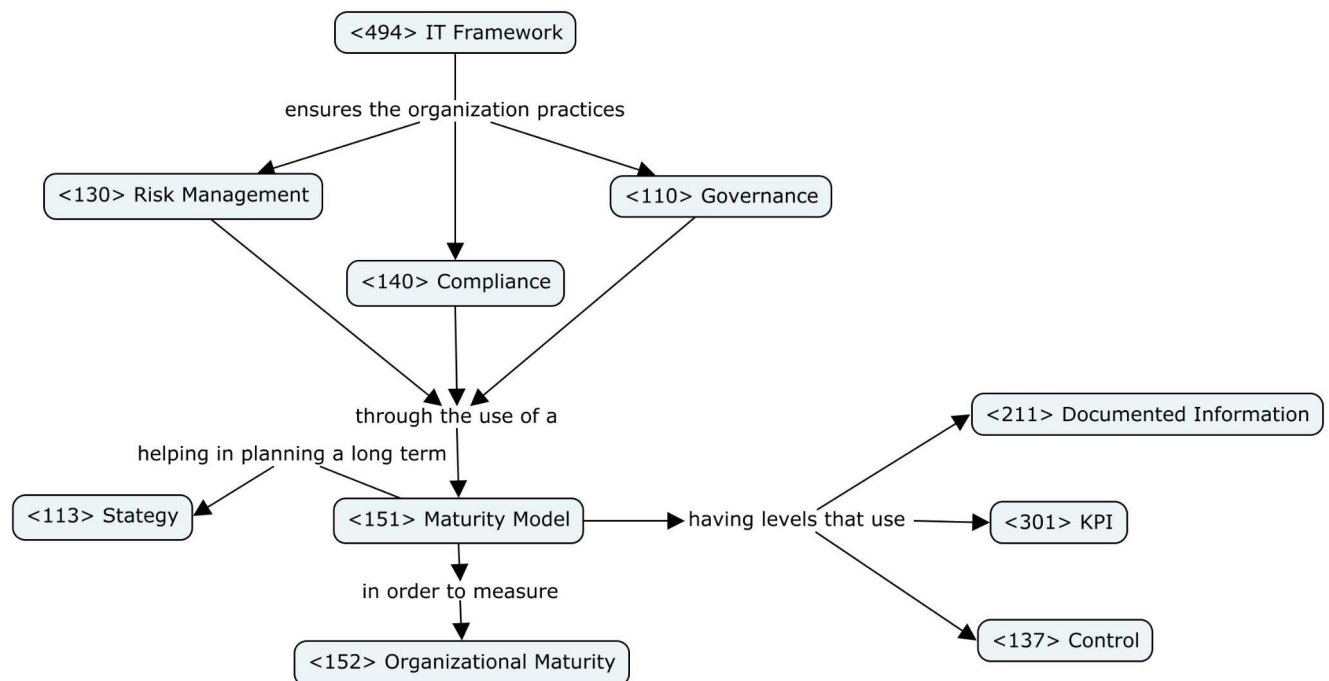 <494> IT Framework
ensures the organization practices
<130> Risk Management
<110> Governance
<140> Compliance
through the use of a
<211> Documented Information
helping in planning a long term
<113> Stategy
<151> Maturity Model
having levels that use
<301> KPI
in order to measure
<137> Control
<152> Organizational Maturity